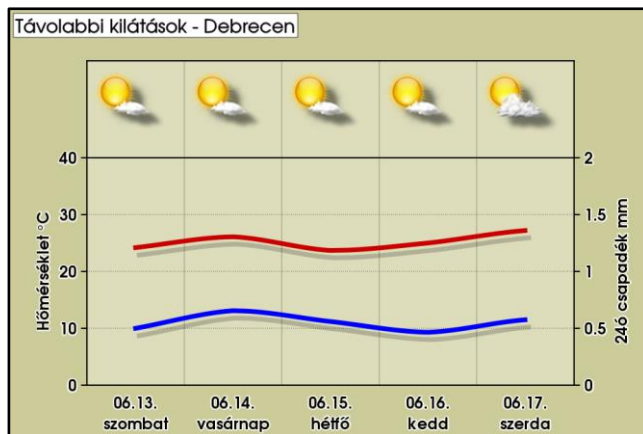 Távolabbi kilátások - Debrecen
Hőmérséklet °C
40
30
20
10
0
2
1.5
1
0.5
0
24ó csapadék mm
06.13. 06.14. 06.15. 06.16. 06.17.
szombat vasárnap hétfő kedd szerda